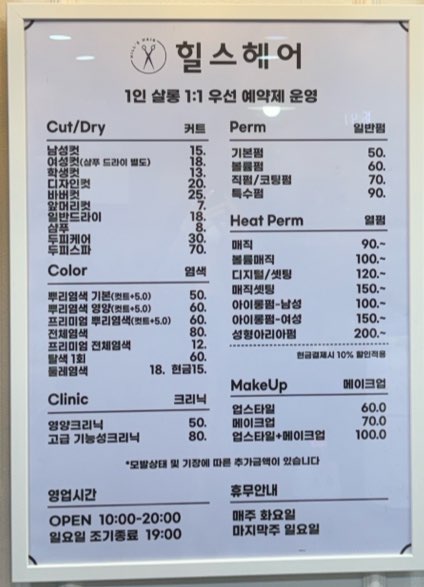 HILL'S HAIR
힐스헤어
1인 살롱 1:1 우선 예약제 운영
Cut/Dry 커트
남성컷 15.
여성컷(샴푸 드라이 별도) 18.
학생컷 13.
디자인컷 20.
바버컷 25.
앞머리컷 7.
일반드라이 18.
샴푸 8.
두피케어 30.
두피스파 70.
Color 염색
뿌리염색 기본(컷트+5.0) 50.
뿌리염색 영양(컷트+5.0) 60.
프리미엄 뿌리염색(컷트+5.0) 60.
전체염색 80.
프리미엄 전체염색 12.
탈색 1회 60.
둘레염색 18. 현금15.
Clinic 크리닉
영양크리닉 50.
고급 기능성크리닉 80.
Perm 일반펌
기본펌 50.
볼륨펌 60.
직펌/코팅펌 70.
특수펌 90.
Heat Perm 열펌
매직 90.~
볼륨매직 100.~
디지털/셋팅 120.~
매직셋팅 150.~
아이롱펌-남성 100.~
아이롱펌-여성 150.~
성형아리아펌 200.~
현금결제시 10% 할인적용
MakeUp 메이크업
업스타일 60.0
메이크업 70.0
업스타일+메이크업 100.0
*모발상태 및 기장에 따른 추가금액이 있습니다
영업시간
OPEN 10:00-20:00
일요일 조기종료 19:00
휴무안내
매주 화요일
마지막주 일요일